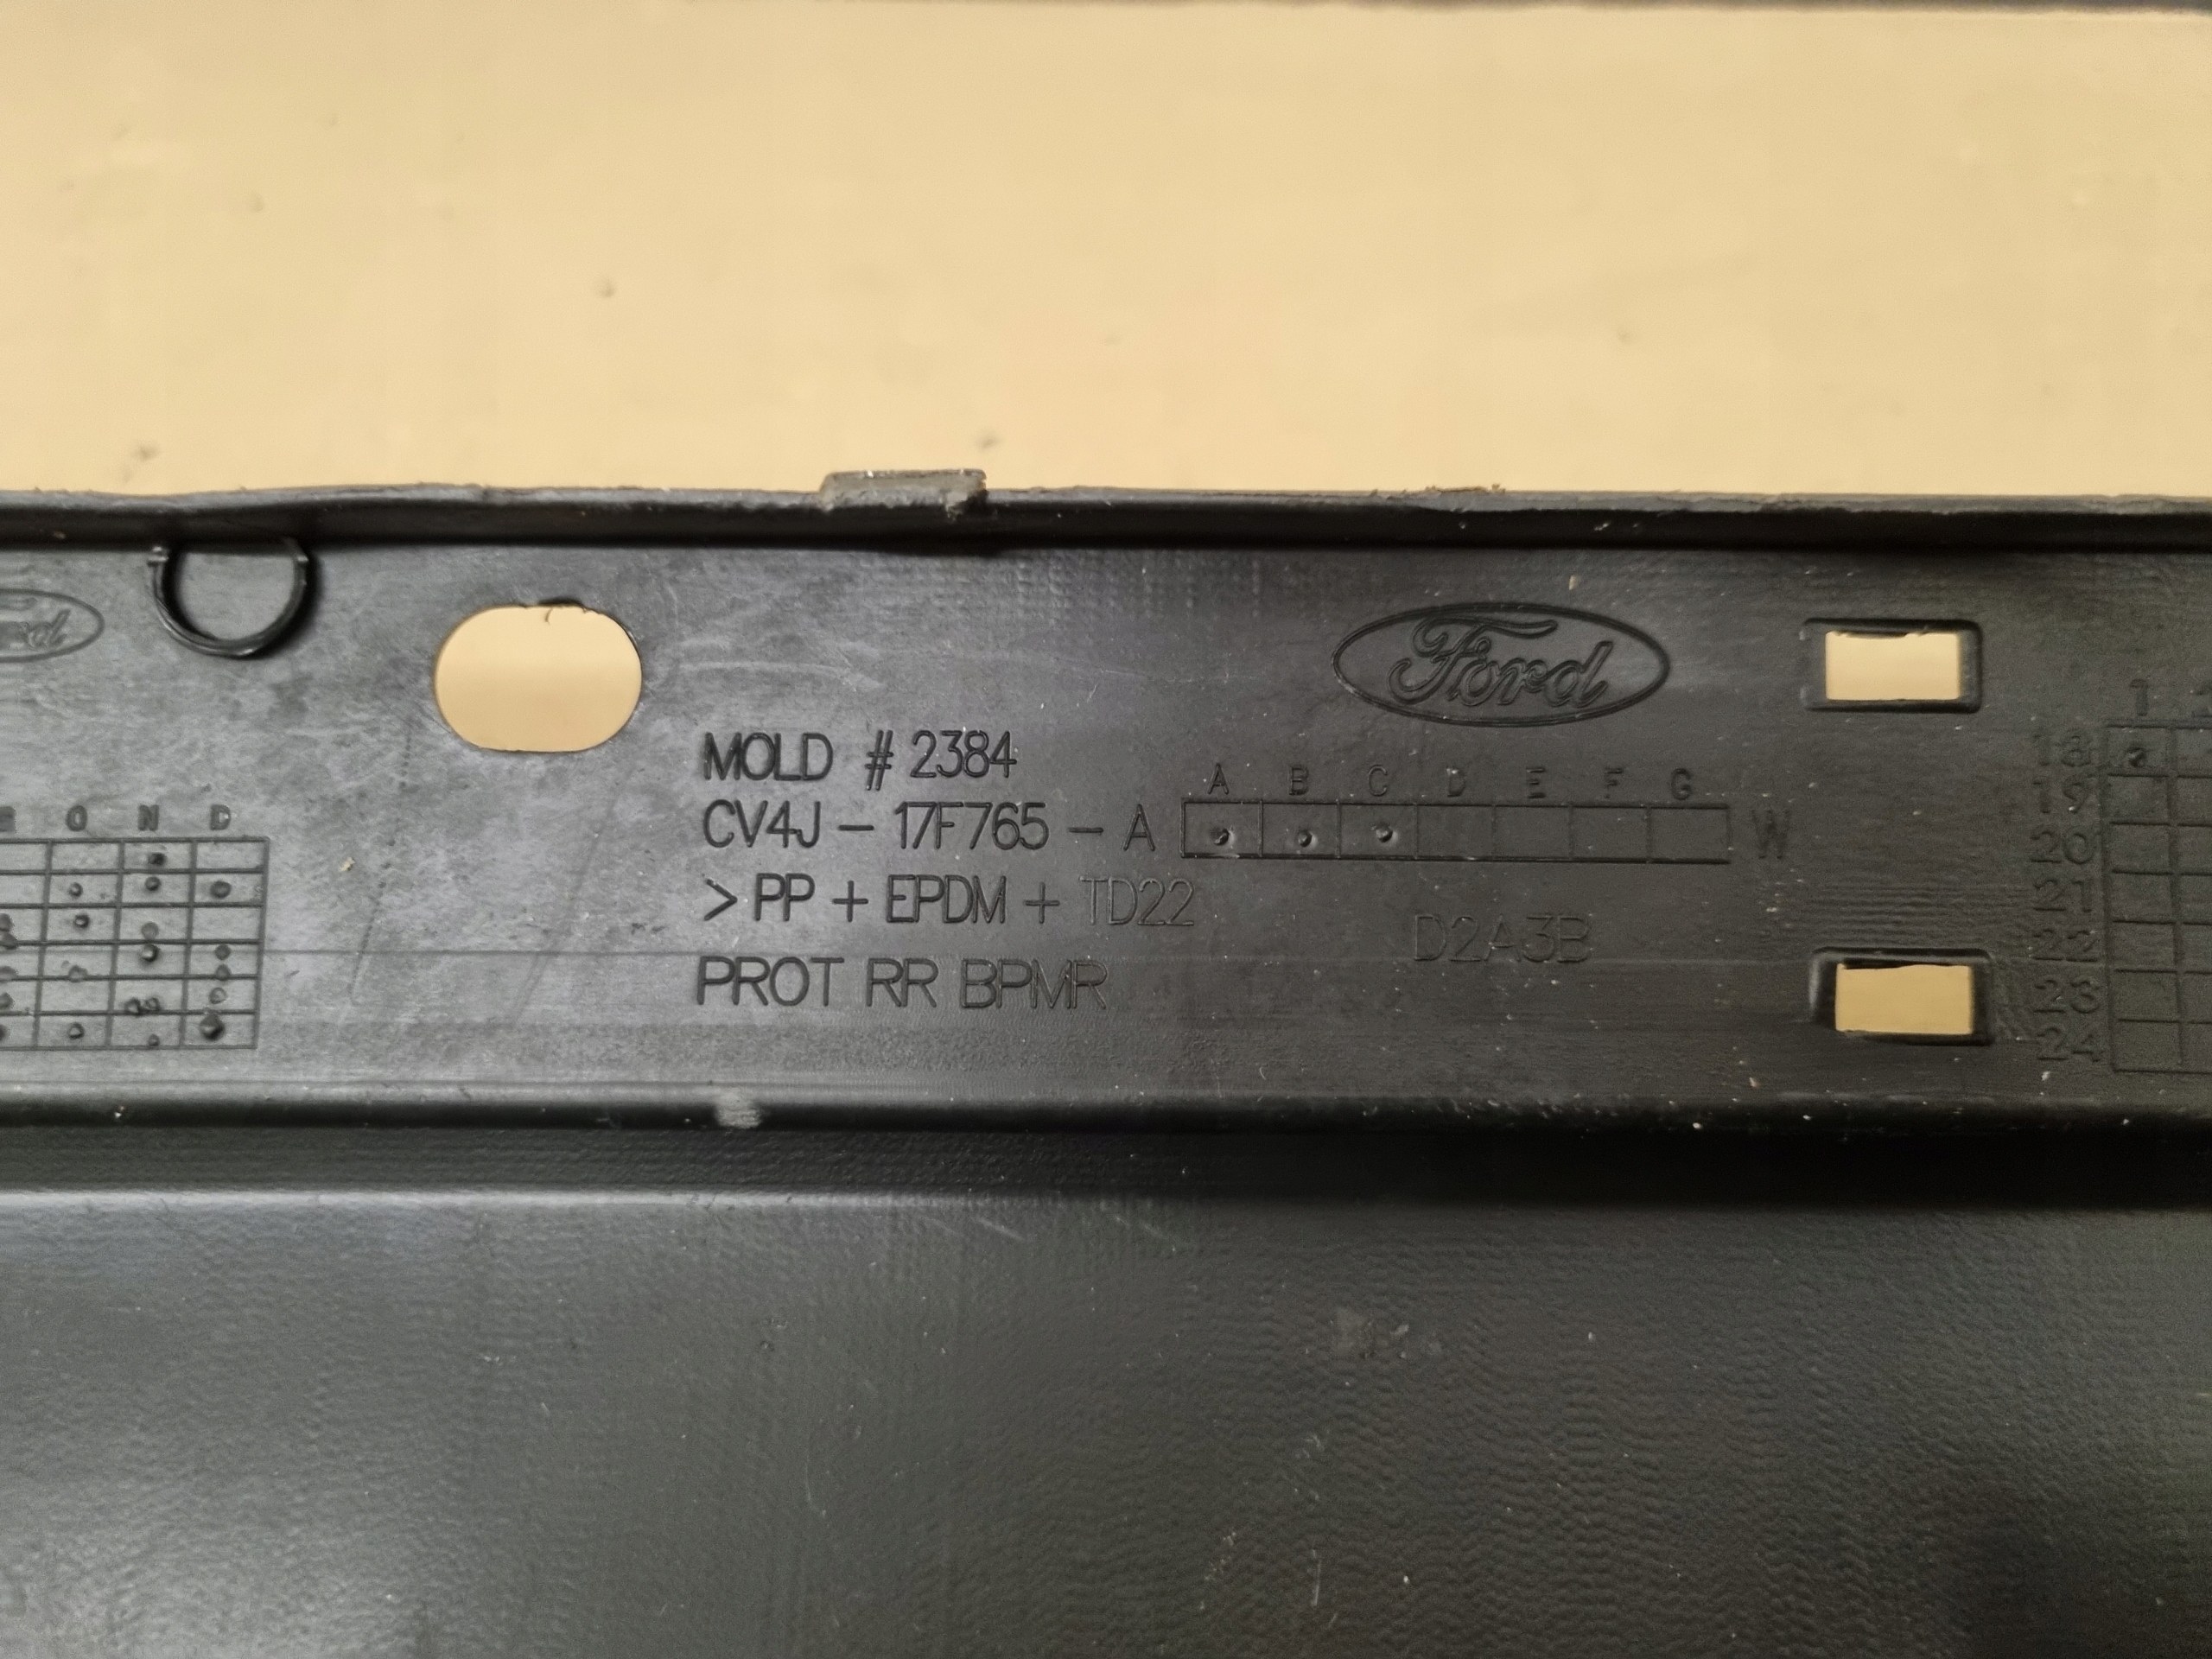 Ford
MOLD # 2384
A B C D E F G
CV4J – 17F765 – A W
>PP + EPDM + TD22
D2A3B
PROT RR BPMR
O N D
1
18
19
20
21
22
23
24